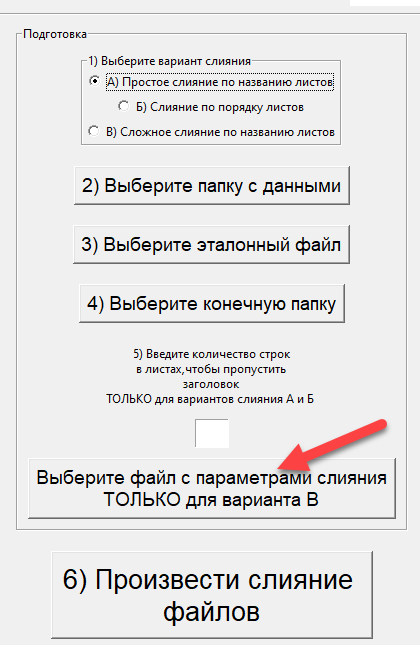 Подготовка
1) Выберите вариант слияния
А) Простое слияние по названию листов
Б) Слияние по порядку листов
В) Сложное слияние по названию листов
2) Выберите папку с данными
3) Выберите эталонный файл
4) Выберите конечную папку
5) Введите количество строк
в листах,чтобы пропустить
заголовок
ТОЛЬКО для вариантов слияния А и Б
Выберите файл с параметрами слияния
ТОЛЬКО для варианта В
6) Произвести слияние
файлов